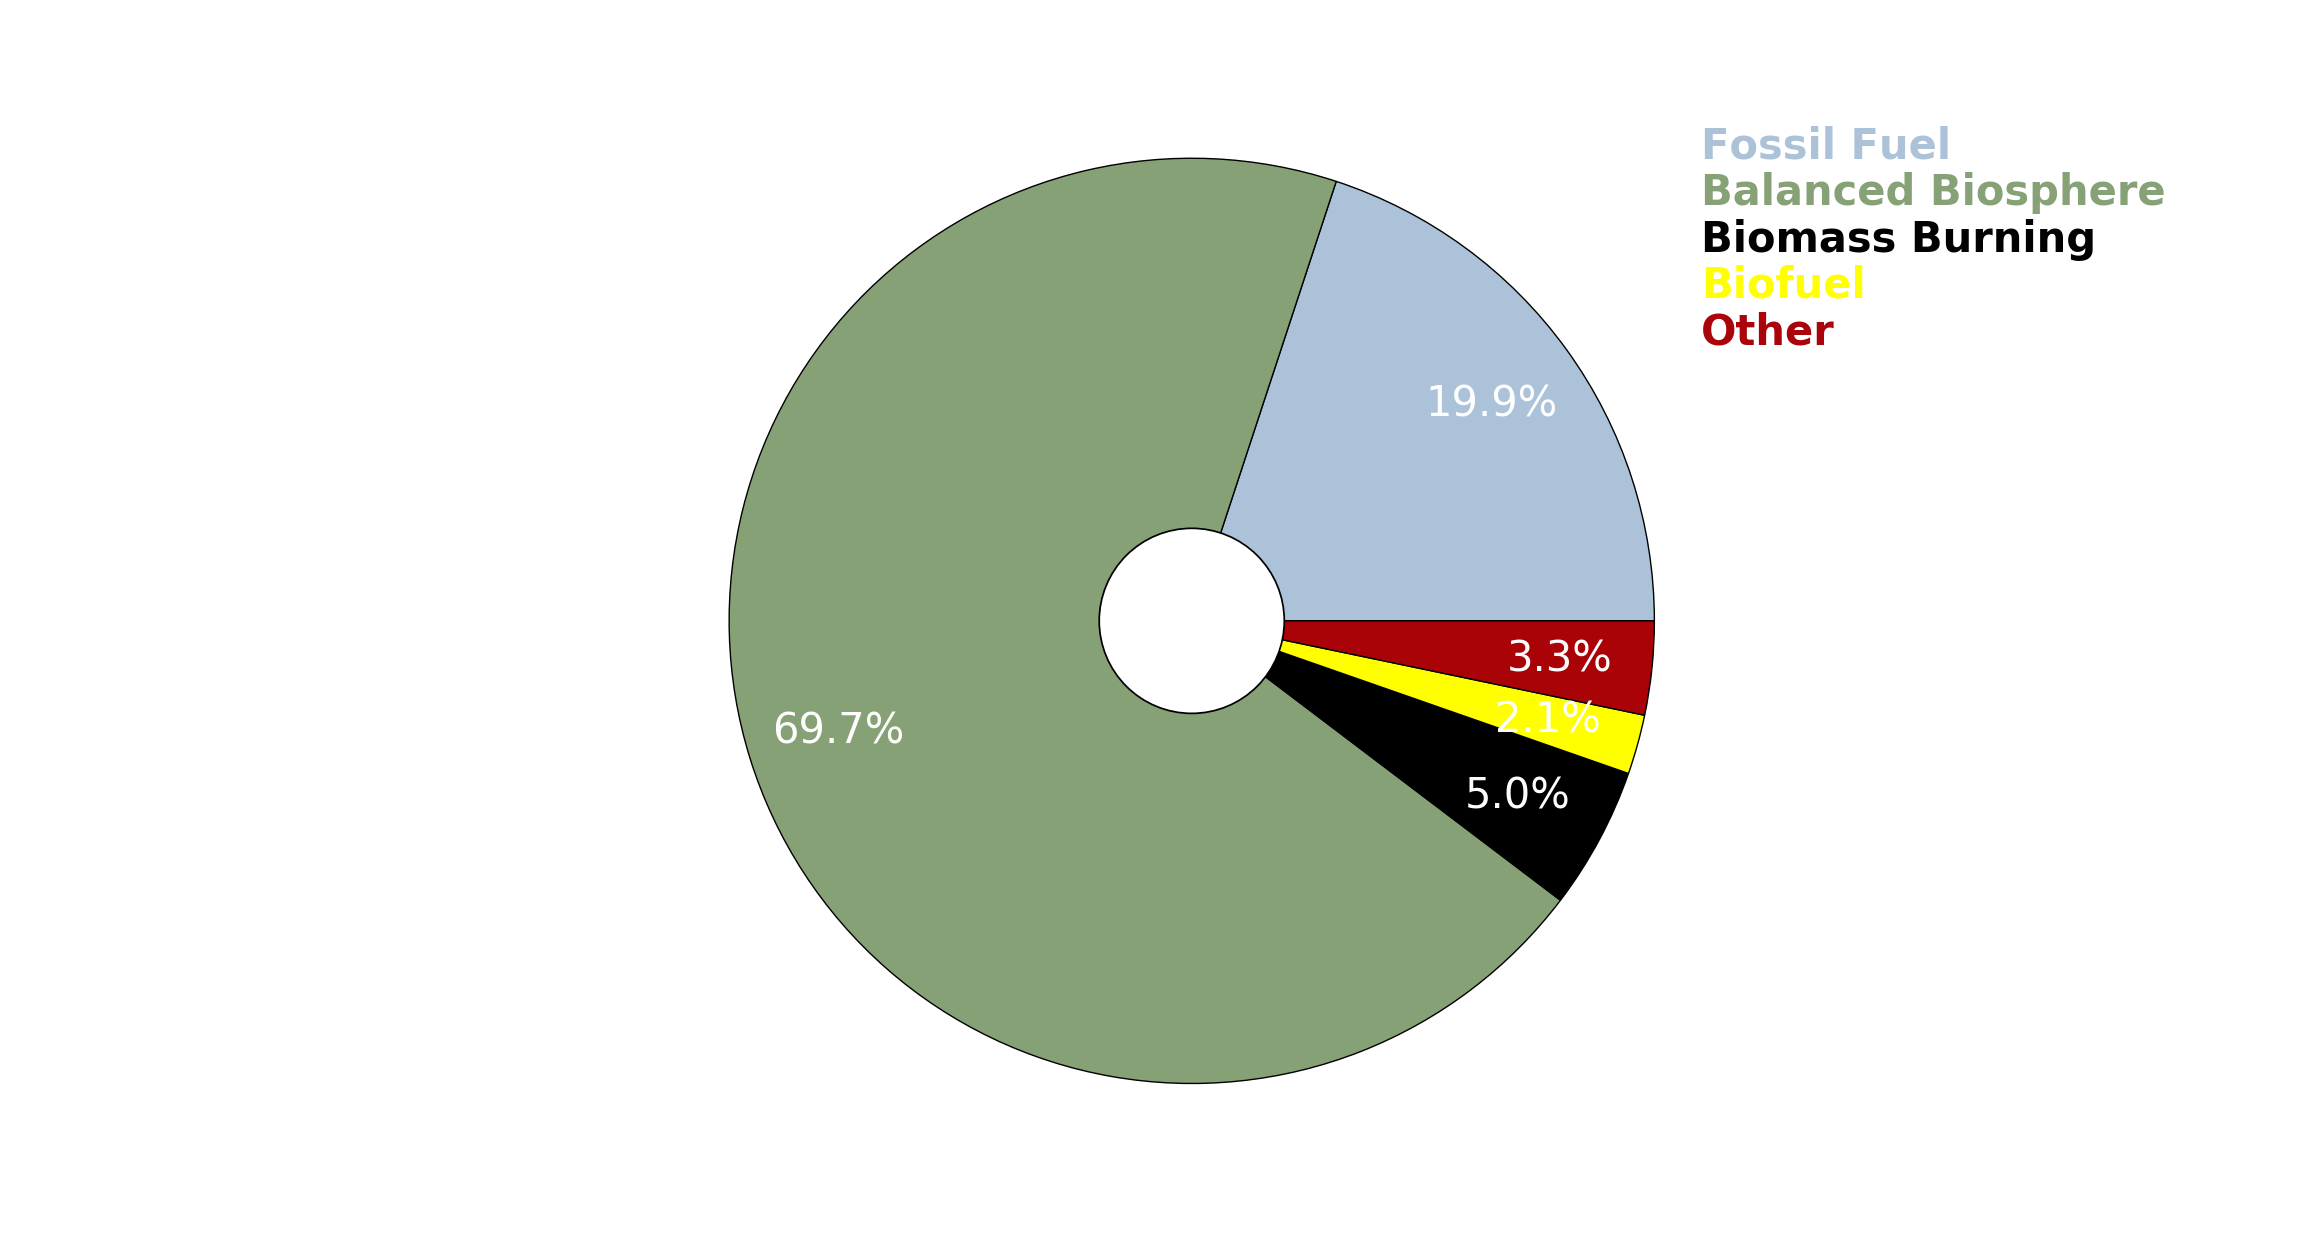 Fossil Fuel
Balanced Biosphere
Biomass Burning
Biofuel
Other
19.9%
3.3%
2.1%
69.7%
5.0%